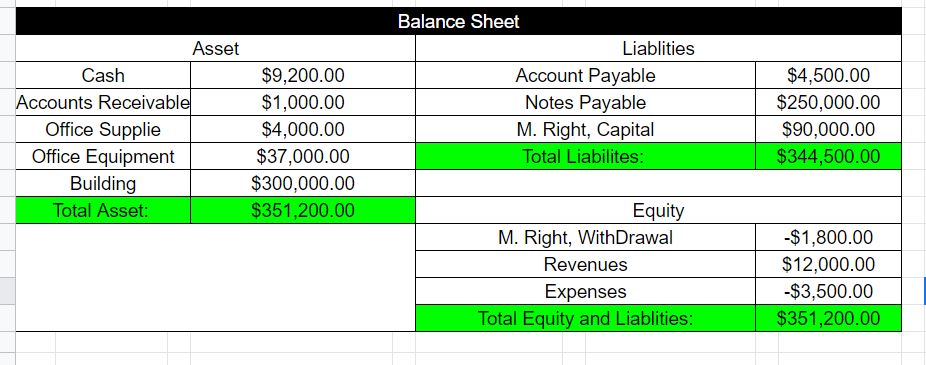 Balance Sheet
Asset Liablities
Cash $9,200.00 Account Payable $4,500.00
Accounts Receivable $1,000.00 Notes Payable $250,000.00
Office Supplie $4,000.00 M. Right, Capital $90,000.00
Office Equipment $37,000.00 Total Liabilites: $344,500.00
Building $300,000.00
Total Asset: $351,200.00 Equity
M. Right, WithDrawal -$1,800.00
Revenues $12,000.00
Expenses -$3,500.00
Total Equity and Liablities: $351,200.00